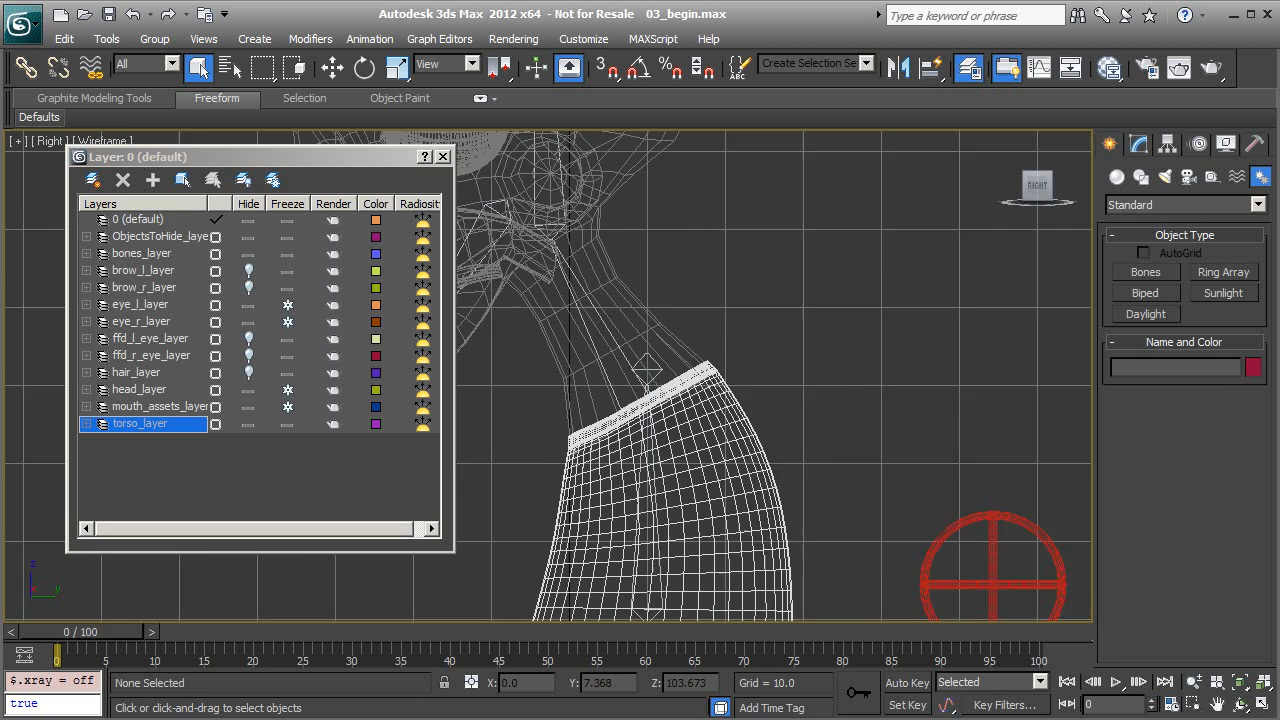 Autodesk 3ds Max 2012 x64 - Not for Resale 03_begin.max
Type a keyword or phrase
Edit Tools Group Views Create Modifiers Animation Graph Editors Rendering Customize MAXScript Help
All View Create Selection Se
Graphite Modeling Tools Freeform Selection Object Paint
Defaults
[ + ] [ Right ] [ Wireframe ]
Layer: 0 (default)
Layers Hide Freeze Render Color Radiosit
0 (default)
ObjectsToHide_laye
bones_layer
brow_l_layer
brow_r_layer
eye_l_layer
eye_r_layer
ffd_l_eye_layer
ffd_r_eye_layer
hair_layer
head_layer
mouth_assets_layer
torso_layer
RIGHT
z
x y
Standard
- Object Type
AutoGrid
Bones Ring Array
Biped Sunlight
Daylight
- Name and Color
< 0 / 100 >
0 5 10 15 20 25 30 35 40 45 50 55 60 65 70 75 80 85 90 95 100
$.xray = off
true
None Selected X: 0.0 Y: 7.368 Z: 103.673 Grid = 10.0
Click or click-and-drag to select objects Add Time Tag
Auto Key Selected
Set Key Key Filters... 0